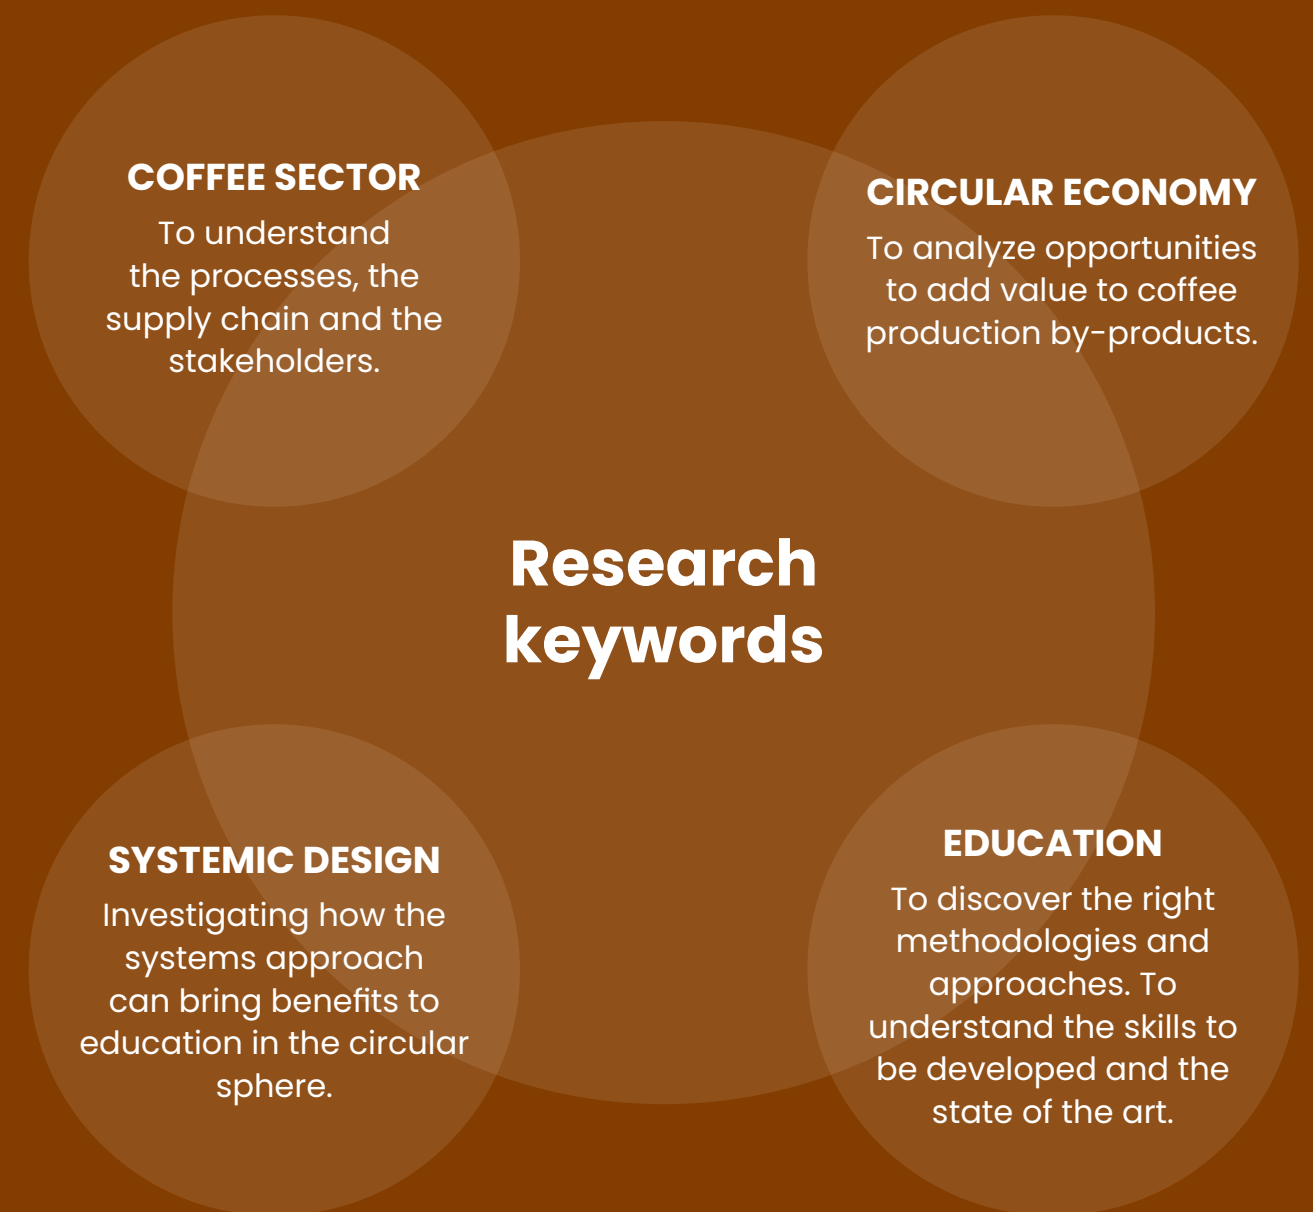 COFFEE SECTOR
To understand
the processes, the
supply chain and the
stakeholders.
CIRCULAR ECONOMY
To analyze opportunities
to add value to coffee
production by-products.
Research
keywords
SYSTEMIC DESIGN
Investigating how the
systems approach
can bring benefits to
education in the circular
sphere.
EDUCATION
To discover the right
methodologies and
approaches. To
understand the skills to
be developed and the
state of the art.